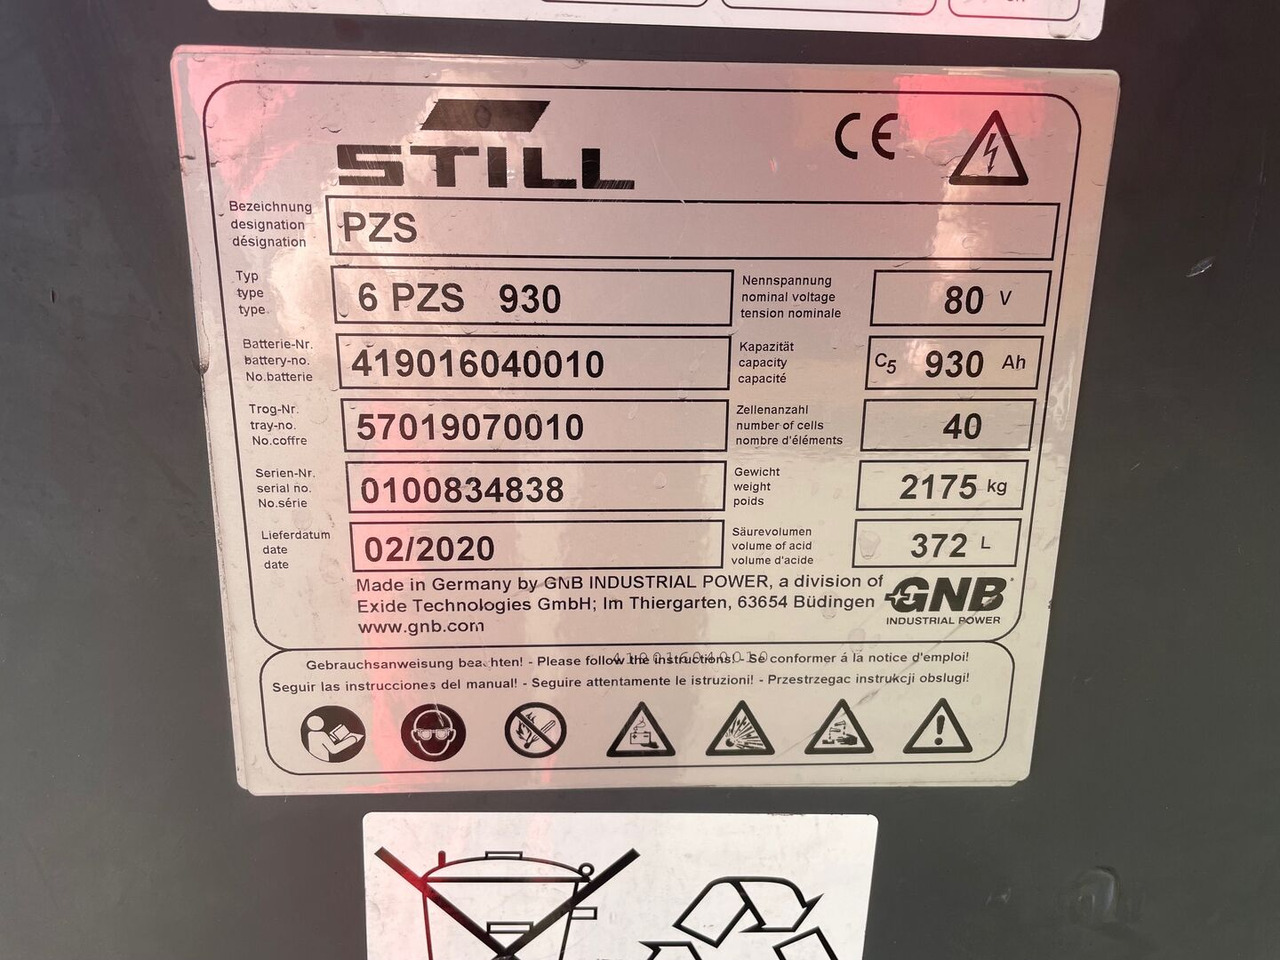 STILL
CE
Bezeichnung
designation
désignation
PZS
Typ
type
type
6 PZS 930
Nennspannung
nominal voltage
tension nominale
80 V
Batterie-Nr.
battery-no.
No.batterie
419016040010
Kapazität
capacity
capacité
C5 930 Ah
Trog-Nr.
tray-no.
No.coffre
57019070010
Zellenanzahl
number of cells
nombre d'éléments
40
Serien-Nr.
serial no.
No.série
0100834838
Gewicht
weight
poids
2175 kg
Lieferdatum
date
date
02/2020
Säurevolumen
volume of acid
volume d'acide
372 L
Made in Germany by GNB INDUSTRIAL POWER, a division of
Exide Technologies GmbH; Im Thiergarten, 63654 Büdingen
www.gnb.com
GNB
INDUSTRIAL POWER
419016040010
Gebrauchsanweisung beachten! - Please follow the instructions! - Se conformer á la notice d'emploi!
Seguir las instrucciones del manual! - Seguire attentamente le istruzioni! - Przestrzegac instrukcji obslugi!